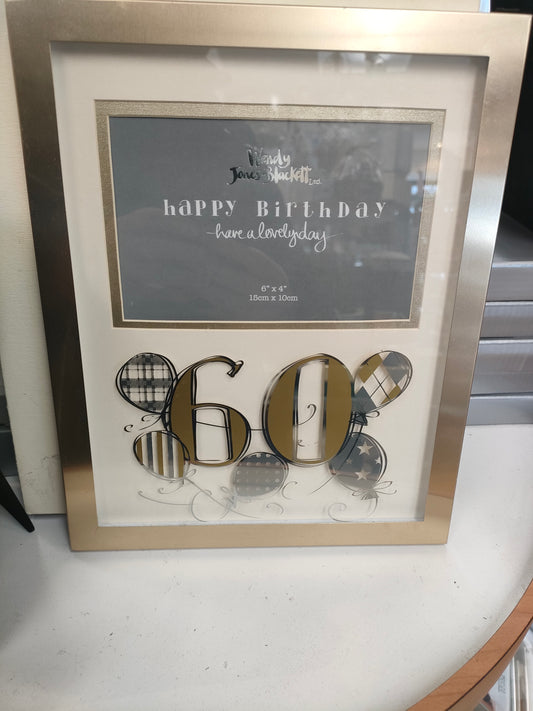 Wendy
Jones-Blackett Ltd.
happy Birthday
have a lovely day
6" x 4"
15cm x 10cm
60